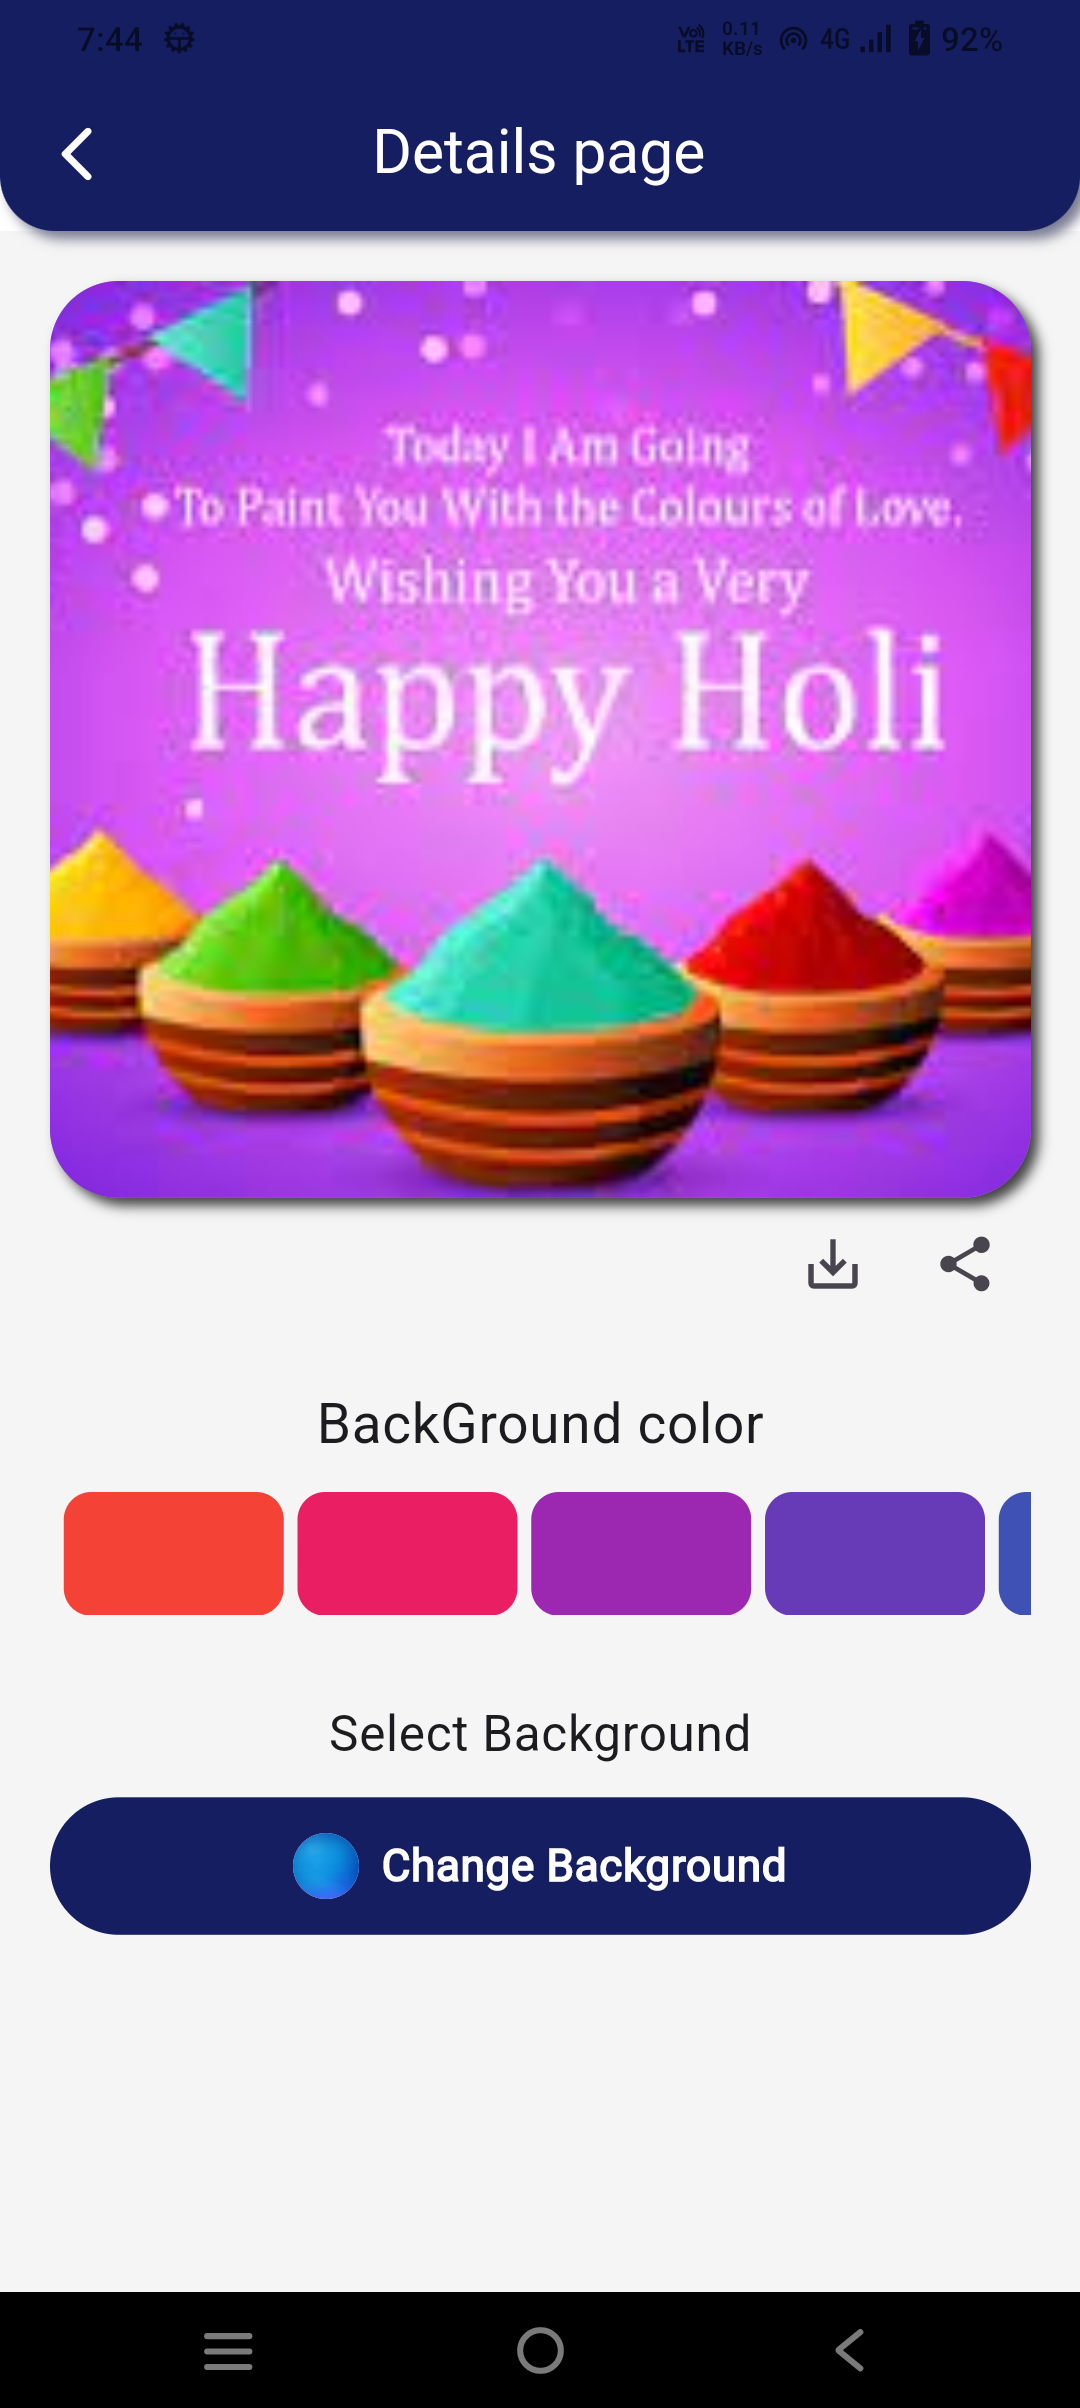 7:44
Vo) LTE 0.11 KB/s 4G 92%
Details page
Today I Am Going
To Paint You With the Colours of Love.
Wishing You a Very
Happy Holi
BackGround color
Select Background
Change Background